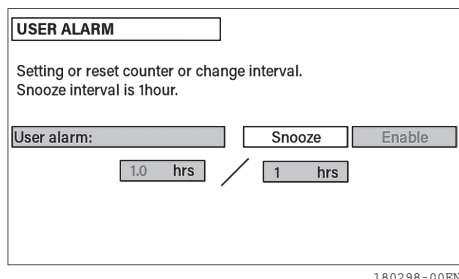 USER ALARM
Setting or reset counter or change interval.
Snooze interval is 1hour.
User alarm: Snooze Enable
1.0 hrs / 1 hrs
180298-00EN